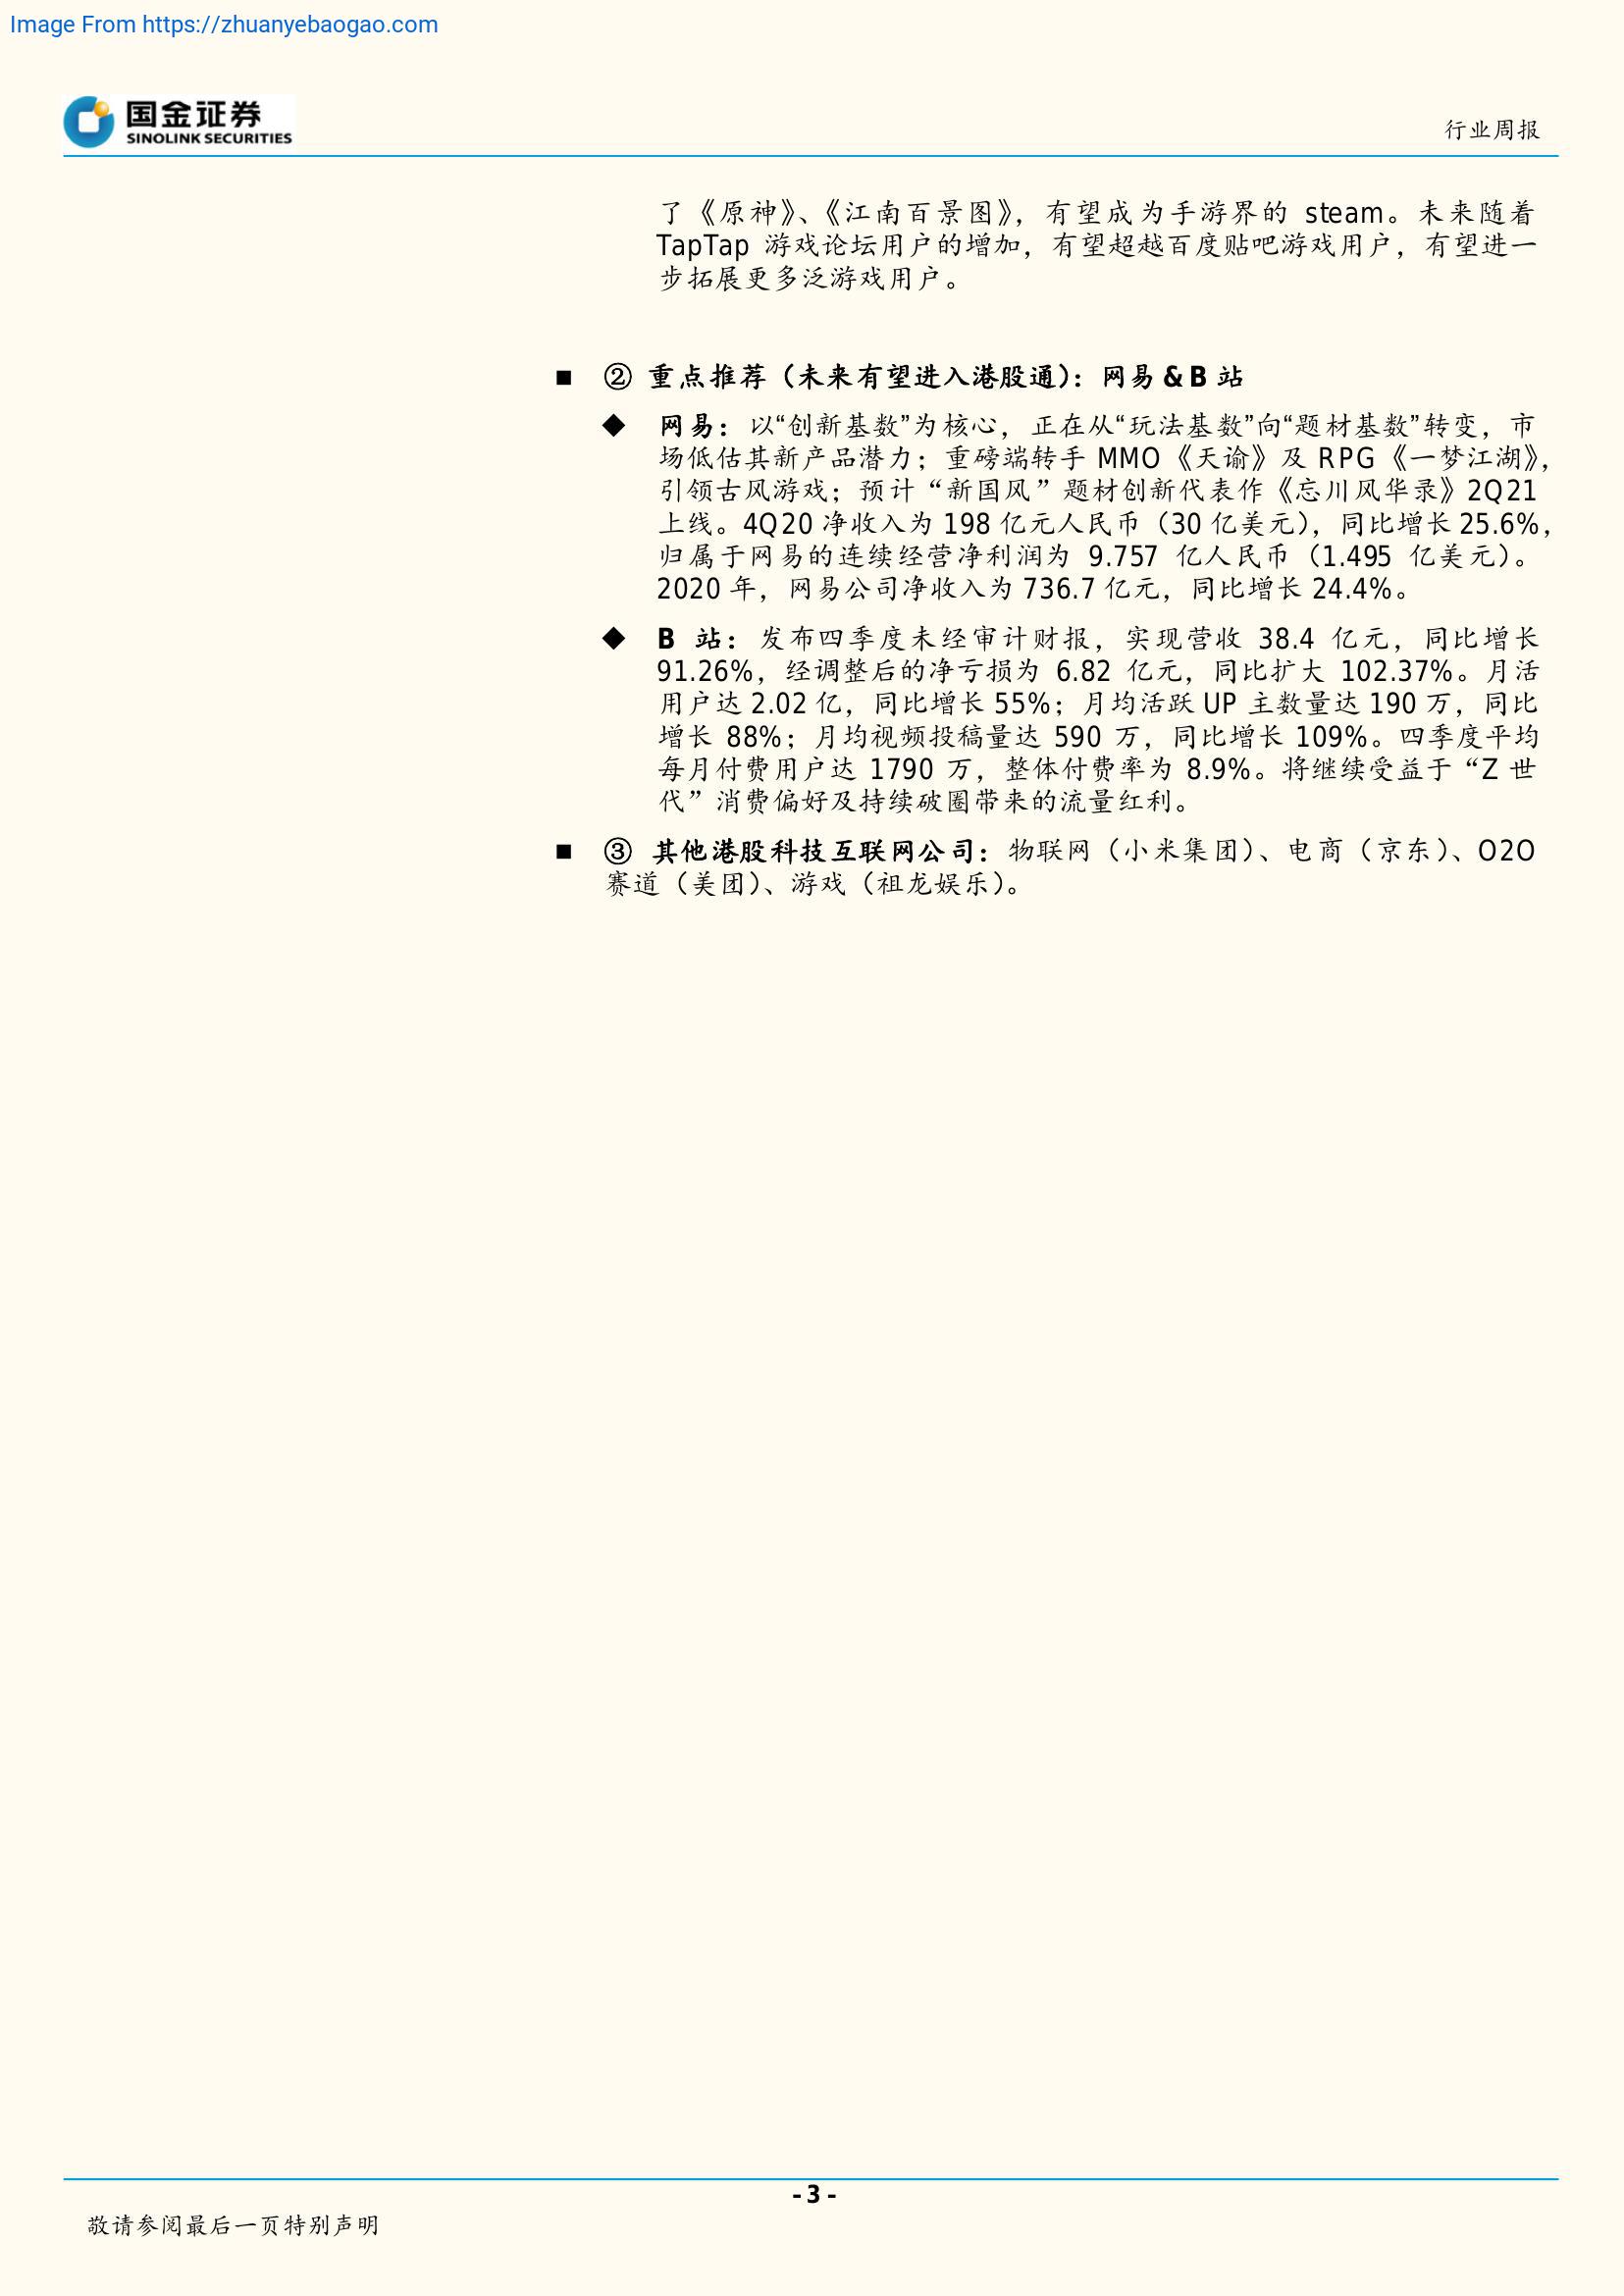 Image From https://zhuanyebaogao.com
国金证券
SINOLINK SECURITIES
行业周报
了《原神》、《江南百景图》，有望成为手游界的 steam。未来随着
TapTap 游戏论坛用户的增加，有望超越百度贴吧游戏用户，有望进一
步拓展更多泛游戏用户。
■ ② 重点推荐（未来有望进入港股通）：网易 & B 站
◆ 网易：以“创新基数”为核心，正在从“玩法基数”向“题材基数”转变，市
场低估其新产品潜力；重磅端转手 MMO《天谕》及 RPG《一梦江湖》，
引领古风游戏；预计“新国风”题材创新代表作《忘川风华录》2Q21
上线。4Q20 净收入为 198 亿元人民币（30 亿美元），同比增长 25.6%，
归属于网易的连续经营净利润为 9.757 亿人民币（1.495 亿美元）。
2020 年，网易公司净收入为 736.7 亿元，同比增长 24.4%。
◆ B 站：发布四季度未经审计财报，实现营收 38.4 亿元，同比增长
91.26%，经调整后的净亏损为 6.82 亿元，同比扩大 102.37%。月活
用户达 2.02 亿，同比增长 55%；月均活跃 UP 主数量达 190 万，同比
增长 88%；月均视频投稿量达 590 万，同比增长 109%。四季度平均
每月付费用户达 1790 万，整体付费率为 8.9%。将继续受益于“Z 世
代”消费偏好及持续破圈带来的流量红利。
■ ③ 其他港股科技互联网公司：物联网（小米集团）、电商（京东）、O2O
赛道（美团）、游戏（祖龙娱乐）。
- 3 -
敬请参阅最后一页特别声明